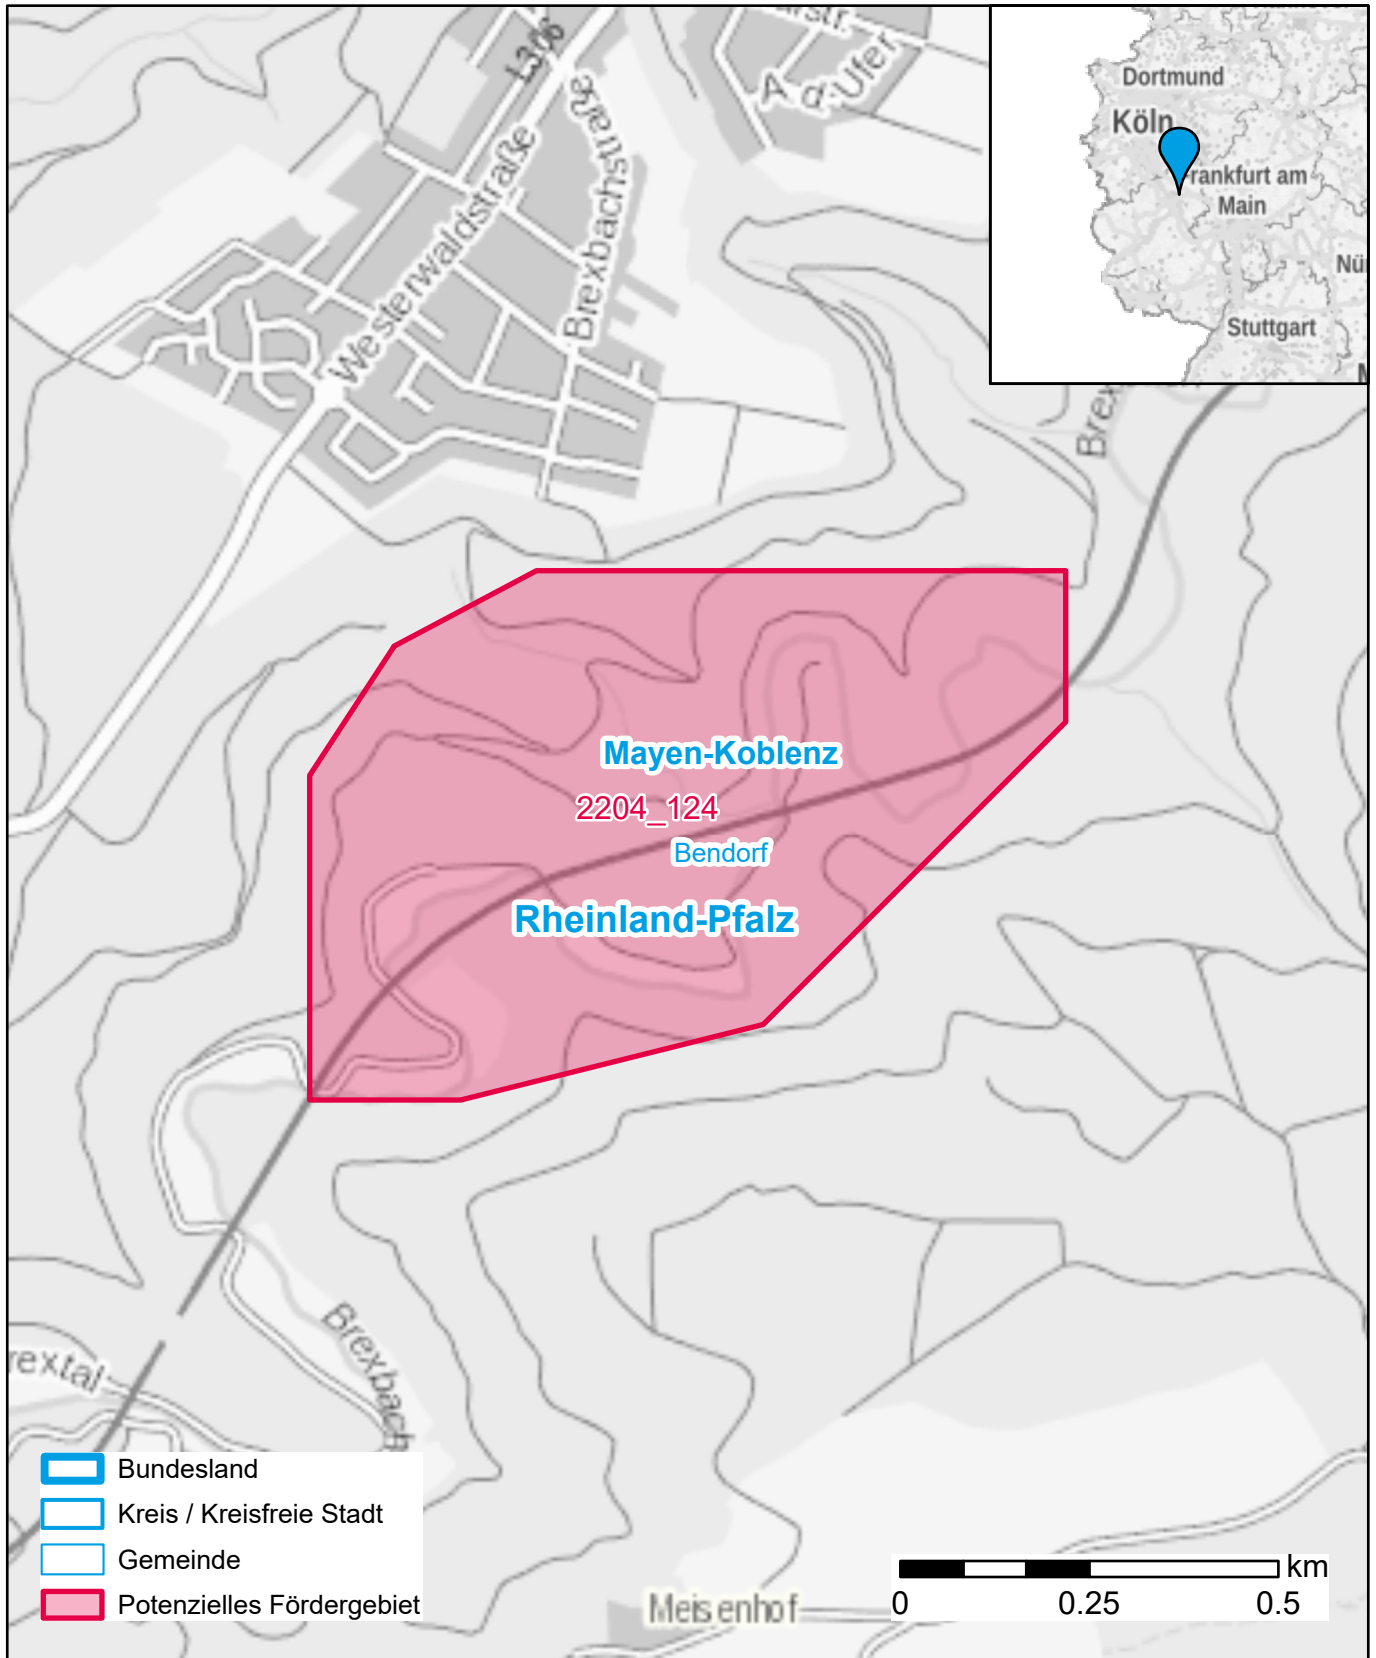 L306
A.d.Ufer
Westerwaldstraße
Brexbachstraße
Dortmund
Köln
Frankfurt am
Main
Stuttgart
Mayen-Koblenz
2204_124
Bendorf
Rheinland-Pfalz
Brexbach
Bundesland
Kreis / Kreisfreie Stadt
Gemeinde
Potenzielles Fördergebiet
km
0 0.25 0.5
Meisenhof